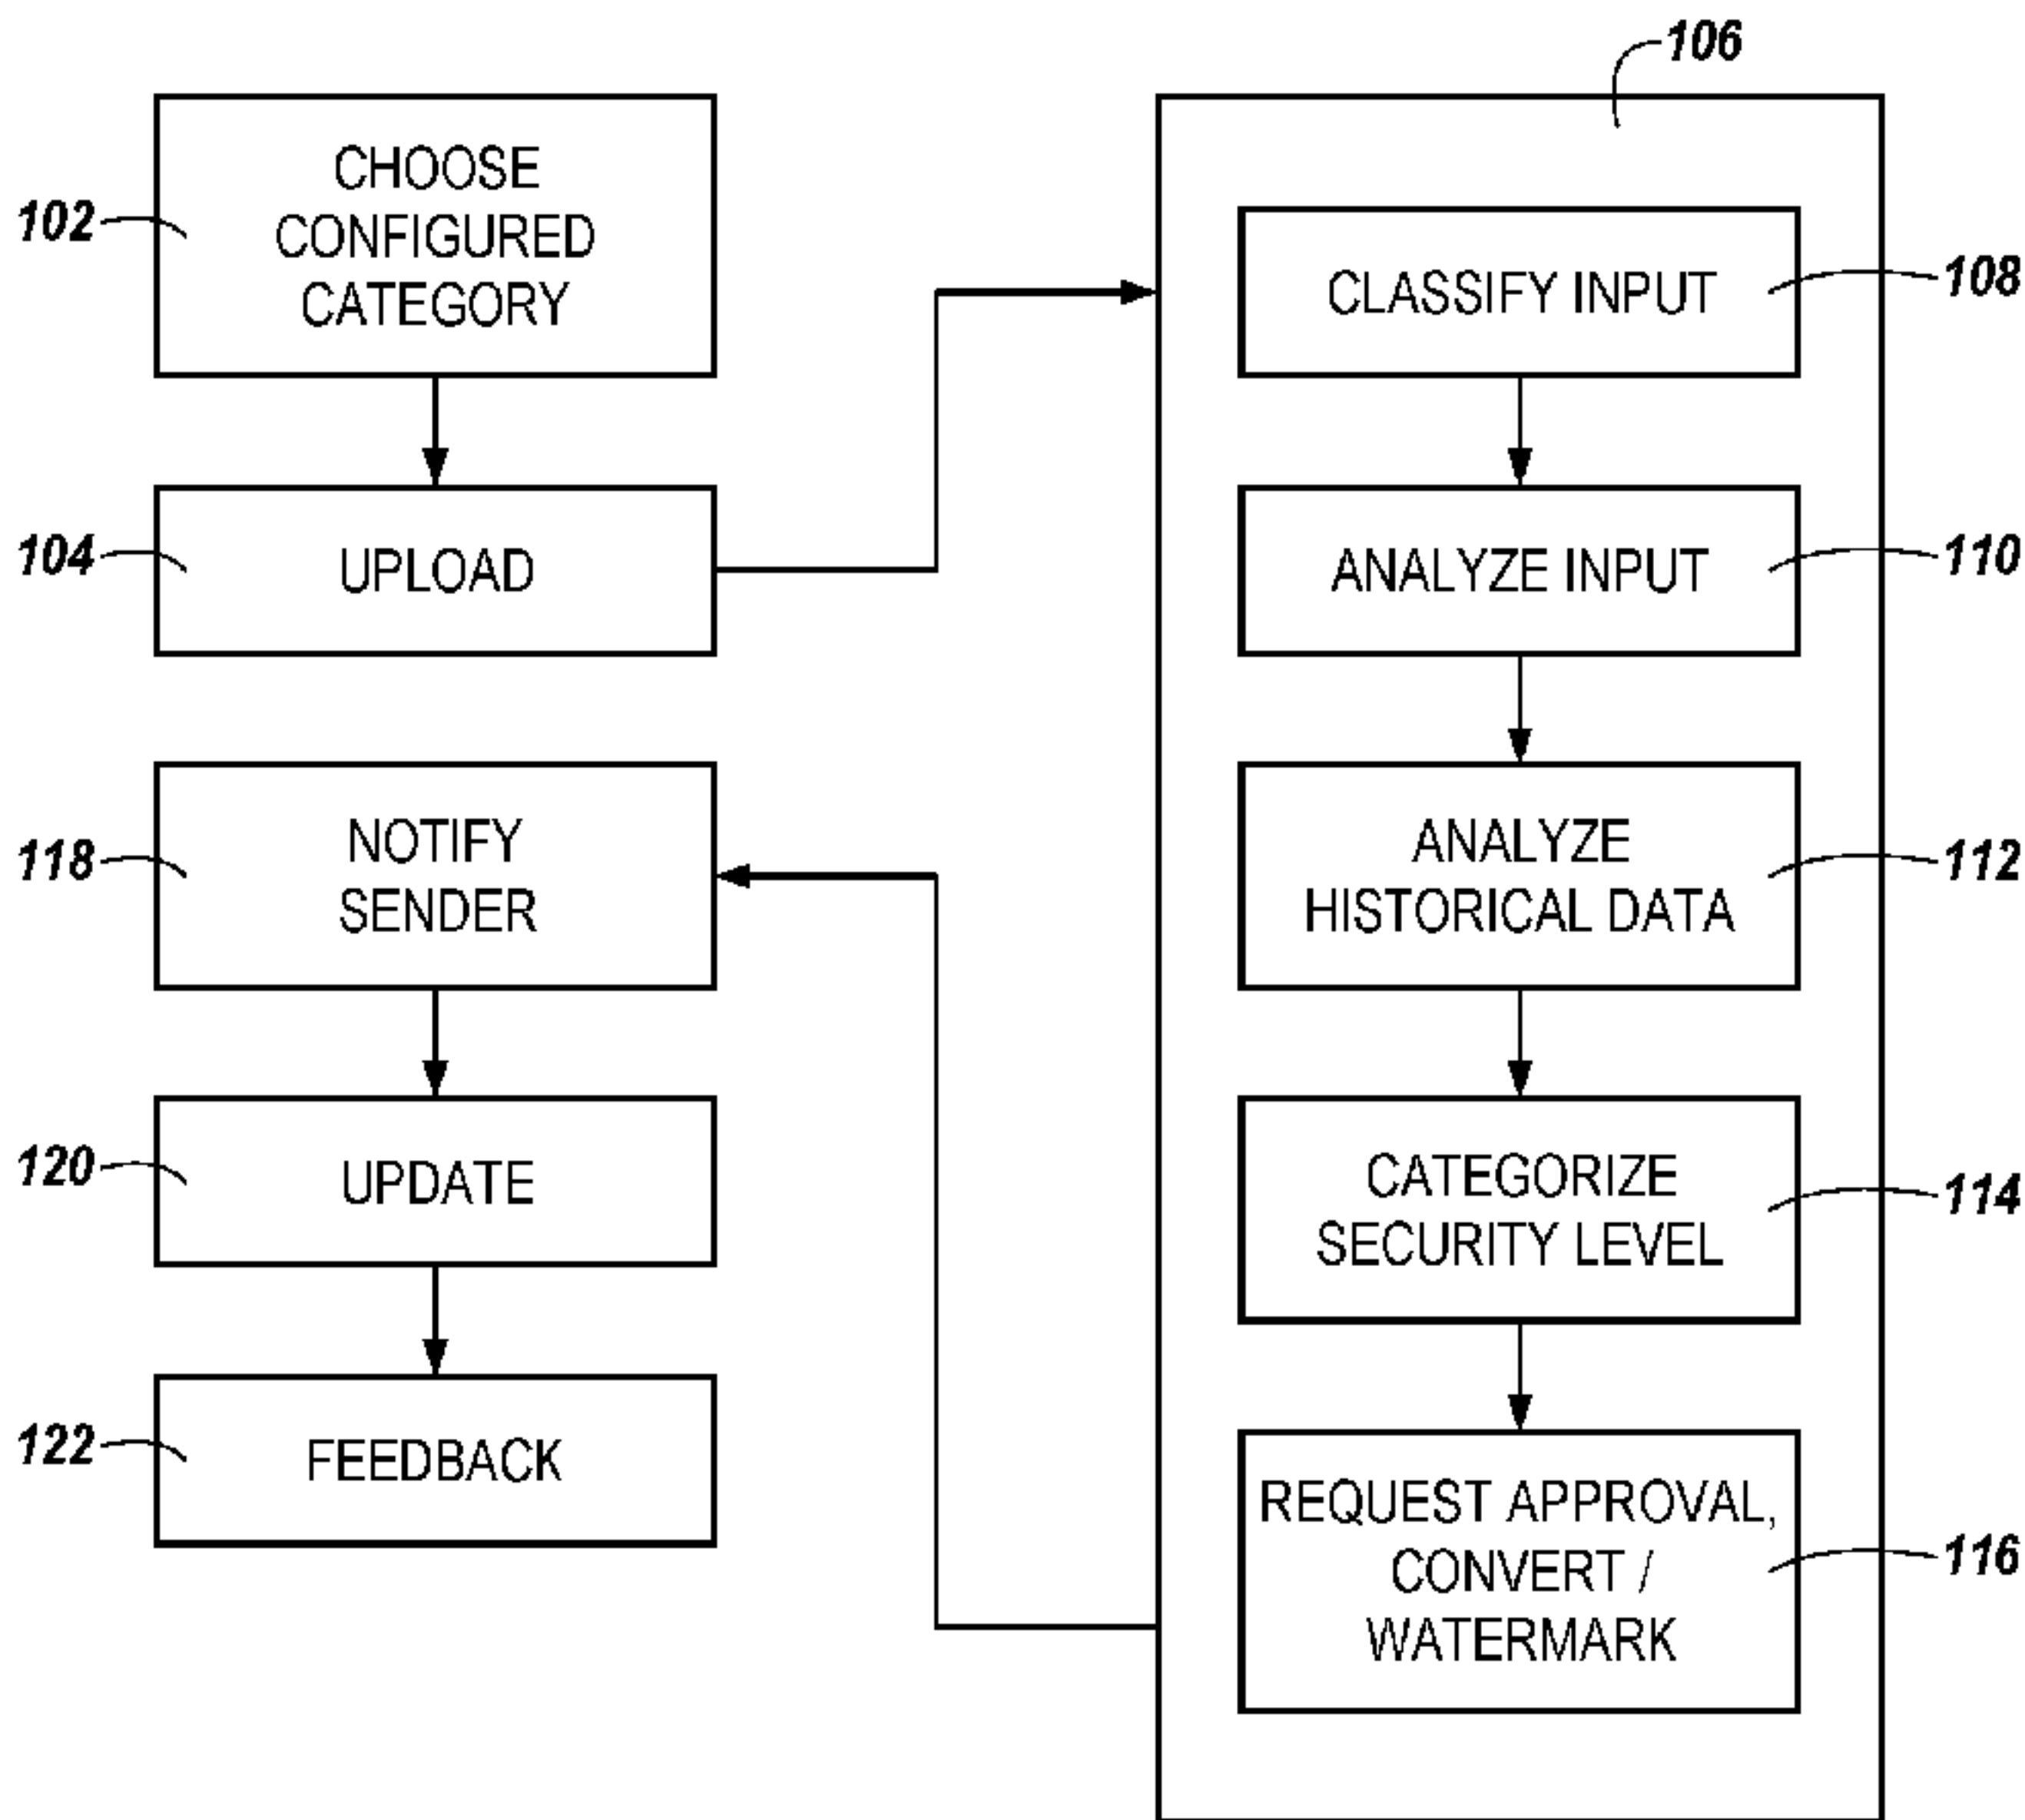 106
102
CHOOSE
CONFIGURED
CATEGORY
104
UPLOAD
CLASSIFY INPUT
108
ANALYZE INPUT
110
ANALYZE
HISTORICAL DATA
112
CATEGORIZE
SECURITY LEVEL
114
REQUEST APPROVAL,
CONVERT /
WATERMARK
116
118
NOTIFY
SENDER
120
UPDATE
122
FEEDBACK